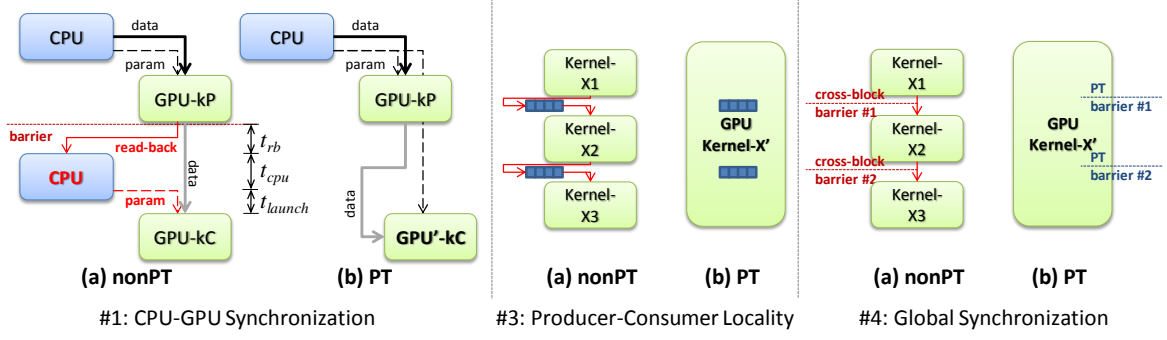 CPU
data
param
GPU-kP
barrier
read-back
CPU
data
param
GPU-kC
t_rb
t_cpu
t_launch
(a) nonPT
CPU
data
param
GPU-kP
data
GPU'-kC
(b) PT
#1: CPU-GPU Synchronization
Kernel-
X1
Kernel-
X2
Kernel-
X3
(a) nonPT
GPU
Kernel-X'
(b) PT
#3: Producer-Consumer Locality
Kernel-
X1
cross-block
barrier #1
Kernel-
X2
cross-block
barrier #2
Kernel-
X3
(a) nonPT
PT
barrier #1
GPU
Kernel-X'
PT
barrier #2
(b) PT
#4: Global Synchronization